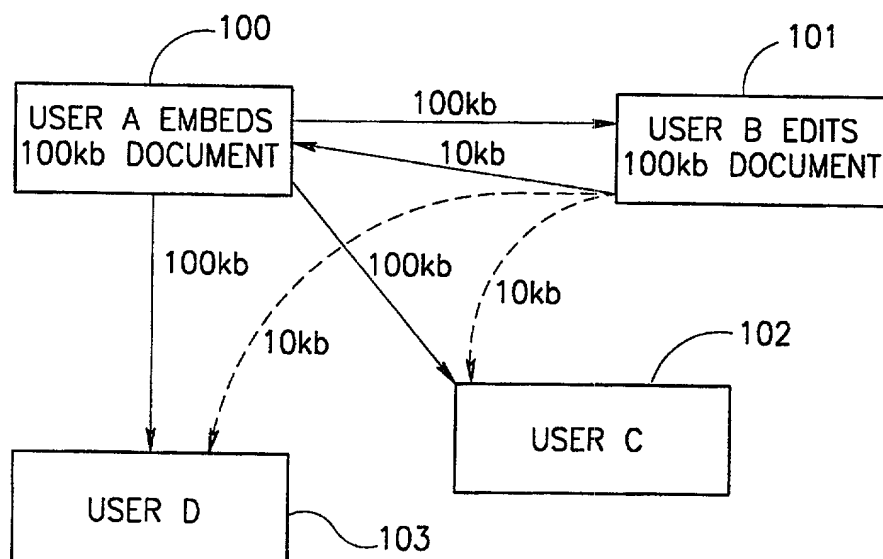 100
101
USER A EMBEDS
100kb DOCUMENT
100kb
USER B EDITS
100kb DOCUMENT
10kb
100kb
100kb
10kb
10kb
102
USER C
USER D
103